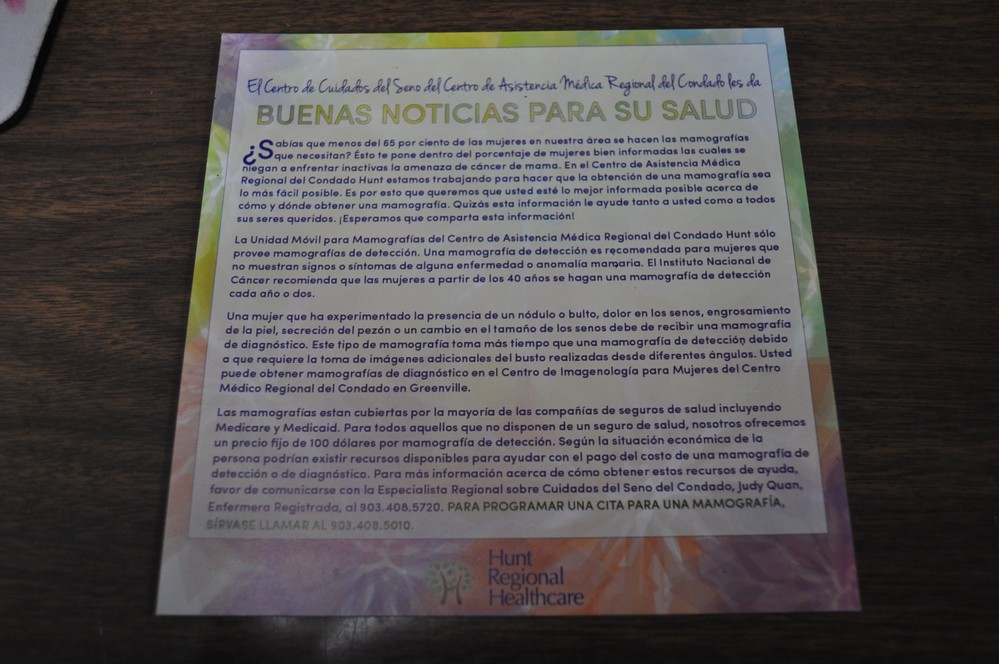 El Centro de Cuidados del Seno del Centro de Asistencia Médica Regional del Condado les da
BUENAS NOTICIAS PARA SU SALUD
¿Sabías que menos del 65 por ciento de las mujeres en nuestra área se hacen las mamografías
que necesitan? Ésto te pone dentro del porcentaje de mujeres bien informadas las cuales se
niegan a enfrentar inactivas la amenaza de cáncer de mama. En el Centro de Asistencia Médica
Regional del Condado Hunt estamos trabajando para hacer que la obtención de una mamografía sea
lo más fácil posible. Es por esto que queremos que usted esté lo mejor informada posible acerca de
cómo y dónde obtener una mamografía. Quizás esta información le ayude tanto a usted como a todos
sus seres queridos. ¡Esperamos que comparta esta información!
La Unidad Móvil para Mamografías del Centro de Asistencia Médica Regional del Condado Hunt sólo
provee mamografías de detección. Una mamografía de detección es recomendada para mujeres que
no muestran signos o síntomas de alguna enfermedad o anomalía mamaria. El Instituto Nacional de
Cáncer recomienda que las mujeres a partir de los 40 años se hagan una mamografía de detección
cada año o dos.
Una mujer que ha experimentado la presencia de un nódulo o bulto, dolor en los senos, engrosamiento
de la piel, secreción del pezón o un cambio en el tamaño de los senos debe de recibir una mamografía
de diagnóstico. Este tipo de mamografía toma más tiempo que una mamografía de detección debido
a que requiere la toma de imágenes adicionales del busto realizadas desde diferentes ángulos. Usted
puede obtener mamografías de diagnóstico en el Centro de Imagenología para Mujeres del Centro
Médico Regional del Condado en Greenville.
Las mamografías estan cubiertas por la mayoría de las compañías de seguros de salud incluyendo
Medicare y Medicaid. Para todos aquellos que no disponen de un seguro de salud, nosotros ofrecemos
un precio fijo de 100 dólares por mamografía de detección. Según la situación económica de la
persona podrían existir recursos disponibles para ayudar con el pago del costo de una mamografía de
detección o de diagnóstico. Para más información acerca de cómo obtener estos recursos de ayuda,
favor de comunicarse con la Especialista Regional sobre Cuidados del Seno del Condado, Judy Quan,
Enfermera Registrada, al 903.408.5720. PARA PROGRAMAR UNA CITA PARA UNA MAMOGRAFÍA,
SÍRVASE LLAMAR AL 903.408.5010.
Hunt
Regional
Healthcare